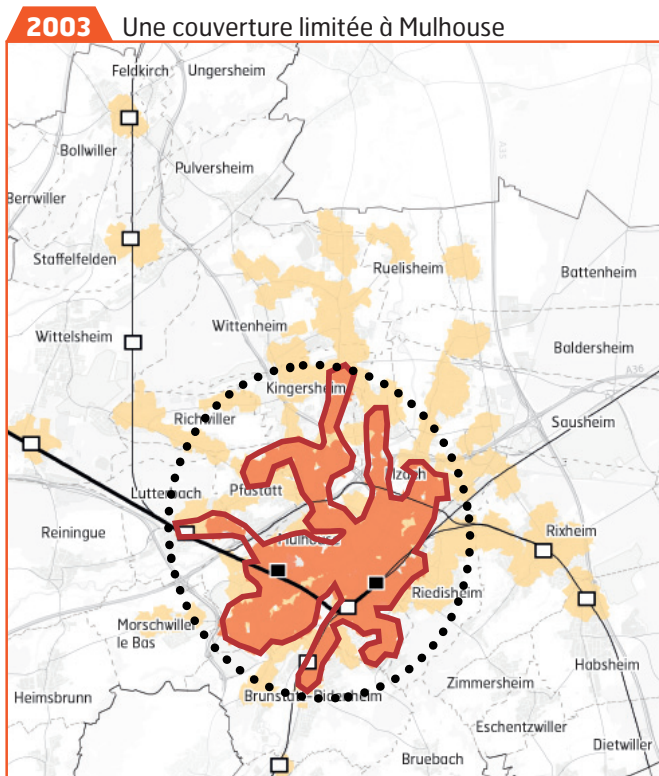 2003 Une couverture limitée à Mulhouse
Feldkirch
Ungersheim
Bollwiller
Pulversheim
Berrwiller
A35
Staffelfelden
Ruelisheim
Battenheim
Wittelsheim
Wittenheim
Baldersheim
A36
Kingersheim
Richwiller
Sausheim
Illzach
Pfastatt
Lutterbach
Reiningue
Mulhouse
Rixheim
Riedisheim
Morschwiller
le Bas
Habsheim
Zimmersheim
Heimsbrunn
Brunstatt-Didenheim
Eschentzwiller
Dietwiller
Bruebach